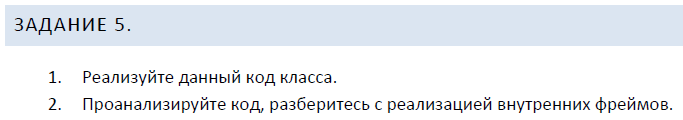 ЗАДАНИЕ 5.
1. Реализуйте данный код класса.
2. Проанализируйте код, разберитесь с реализацией внутренних фреймов.